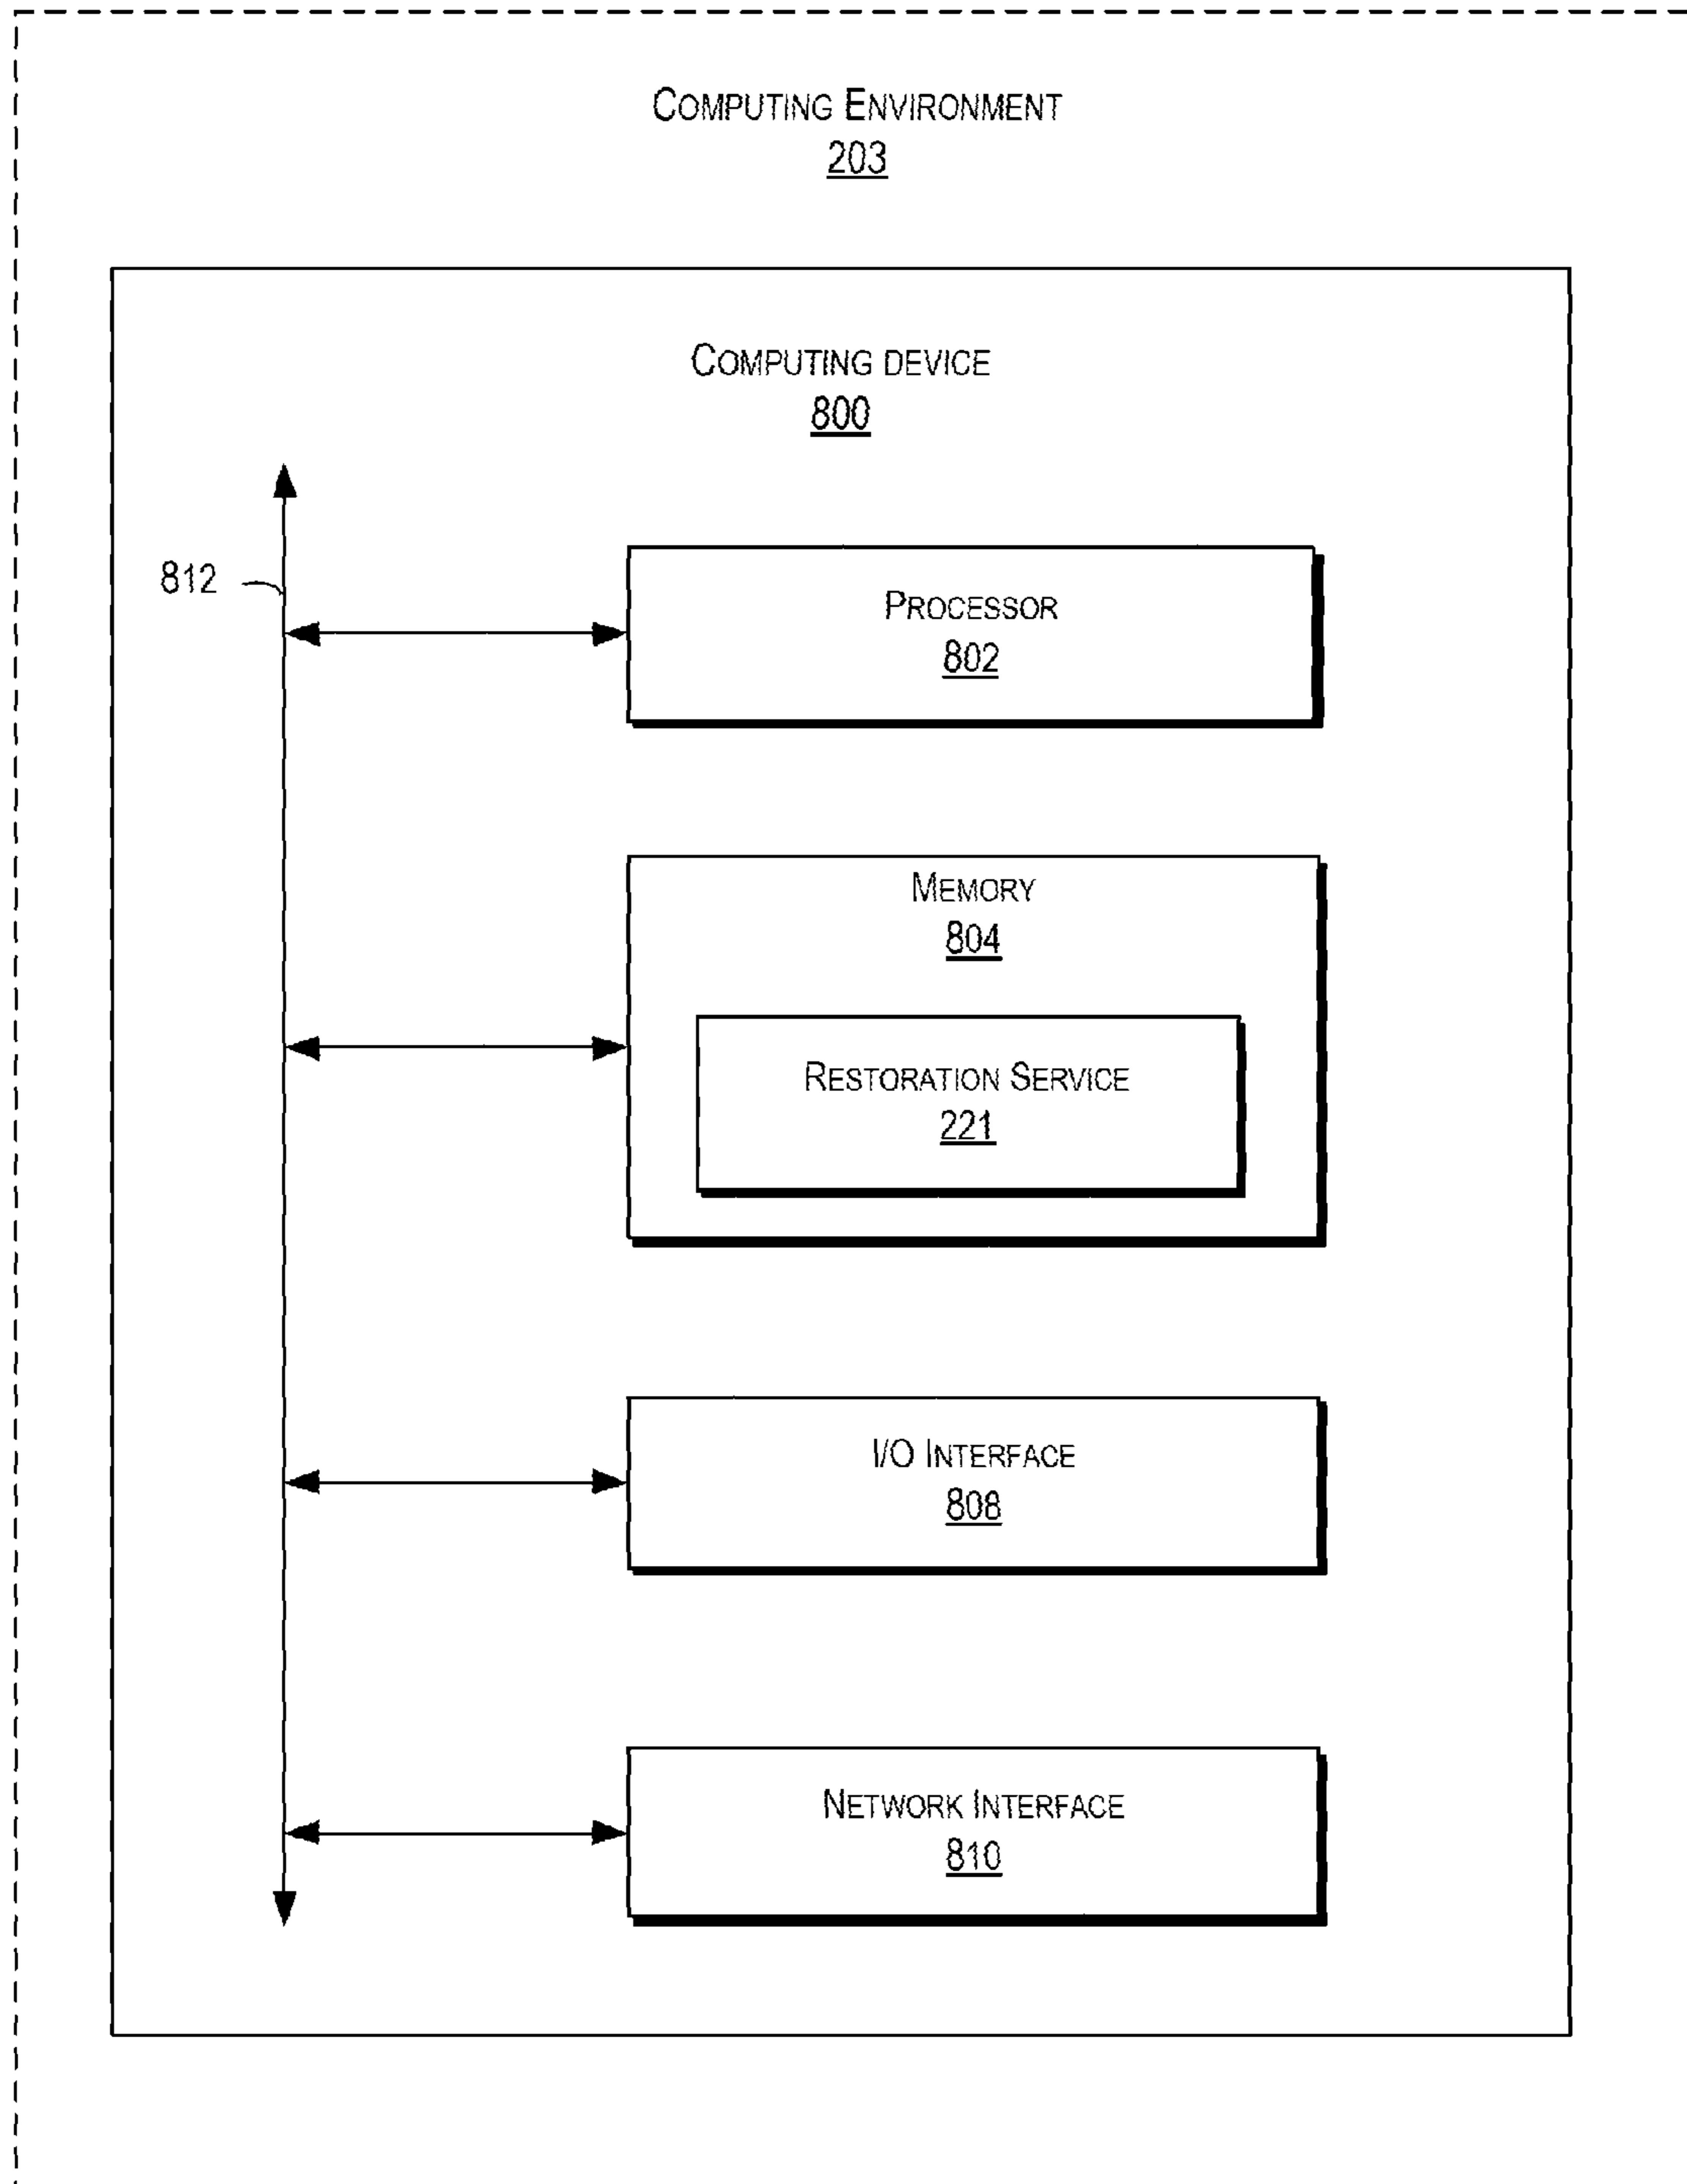 COMPUTING ENVIRONMENT
203
COMPUTING DEVICE
800
812
PROCESSOR
802
MEMORY
804
RESTORATION SERVICE
221
I/O INTERFACE
808
NETWORK INTERFACE
810